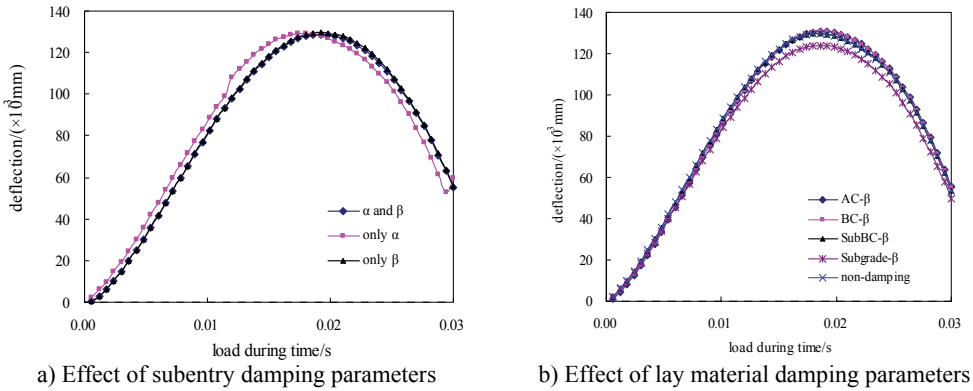 140
120
100
80
60
40
20
0
deflection/(×10³mm)
0.00
0.01
0.02
0.03
load during time/s
α and β
only α
only β
a) Effect of subentry damping parameters
140
120
100
80
60
40
20
0
deflection/(×10³mm)
0.00
0.01
0.02
0.03
load during time/s
AC-β
BC-β
SubBC-β
Subgrade-β
non-damping
b) Effect of lay material damping parameters